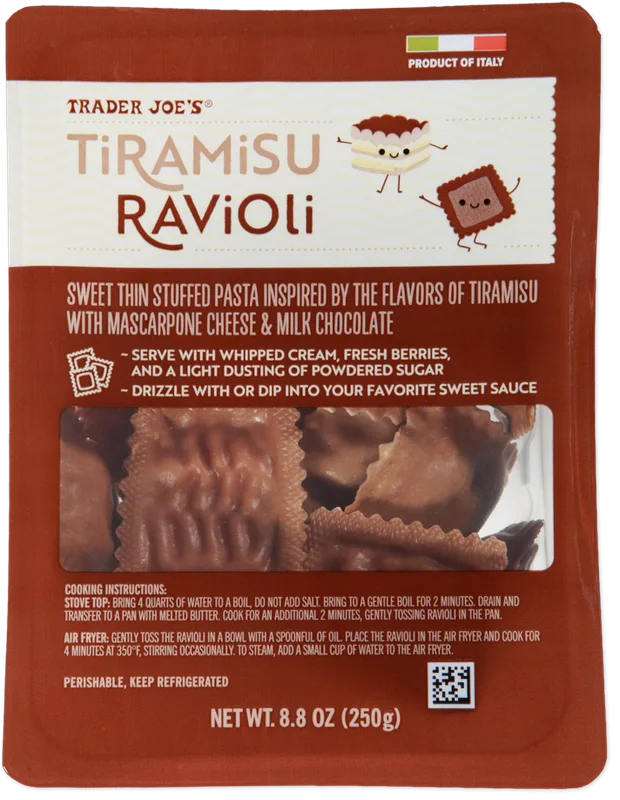 PRODUCT OF ITALY
TRADER JOE'S®
TiRAMiSU
RAViOli
SWEET THIN STUFFED PASTA INSPIRED BY THE FLAVORS OF TIRAMISU
WITH MASCARPONE CHEESE & MILK CHOCOLATE
~ SERVE WITH WHIPPED CREAM, FRESH BERRIES,
AND A LIGHT DUSTING OF POWDERED SUGAR
~ DRIZZLE WITH OR DIP INTO YOUR FAVORITE SWEET SAUCE
COOKING INSTRUCTIONS:
STOVE TOP: BRING 4 QUARTS OF WATER TO A BOIL, DO NOT ADD SALT. BRING TO A GENTLE BOIL FOR 2 MINUTES. DRAIN AND
TRANSFER TO A PAN WITH MELTED BUTTER. COOK FOR AN ADDITIONAL 2 MINUTES, GENTLY TOSSING RAVIOLI IN THE PAN.
AIR FRYER: GENTLY TOSS THE RAVIOLI IN A BOWL WITH A SPOONFUL OF OIL. PLACE THE RAVIOLI IN THE AIR FRYER AND COOK FOR
4 MINUTES AT 350°F, STIRRING OCCASIONALLY. TO STEAM, ADD A SMALL CUP OF WATER TO THE AIR FRYER.
PERISHABLE, KEEP REFRIGERATED
NET WT. 8.8 OZ (250g)